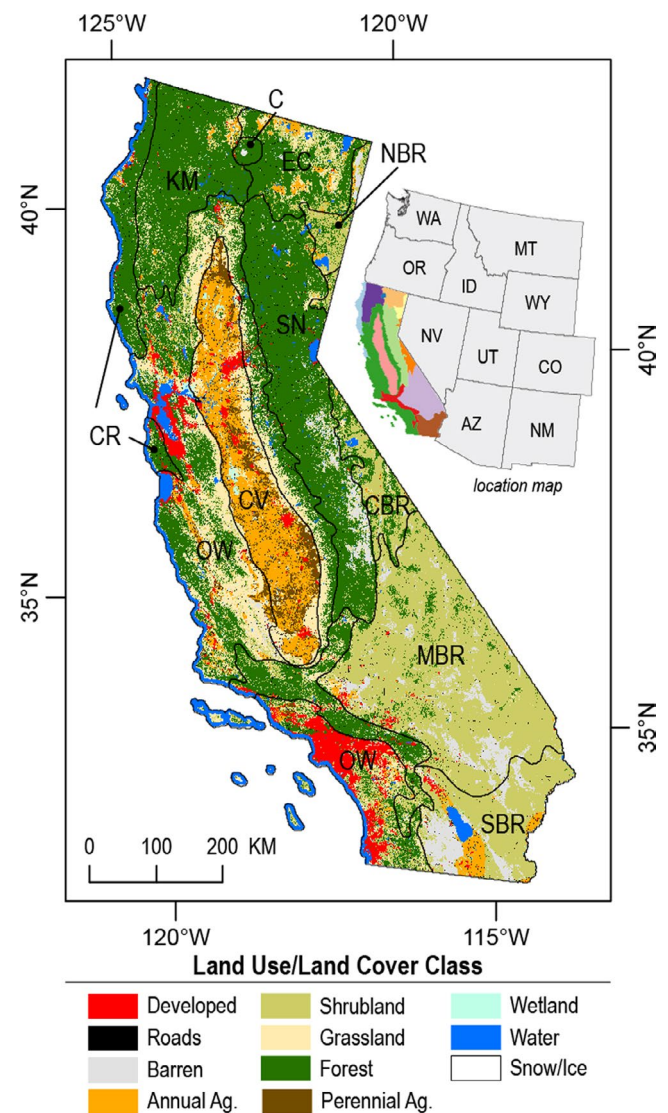 125°W 120°W
C
EC
NBR
KM
40°N
WA
MT
OR
ID
WY
SN
NV
40°N
UT
CO
CR
AZ
NM
location map
CV
CBR
OW
35°N
MBR
35°N
OW
SBR
0 100 200 KM
120°W 115°W
Land Use/Land Cover Class
Developed Shrubland Wetland
Roads Grassland Water
Barren Forest Snow/Ice
Annual Ag. Perennial Ag.